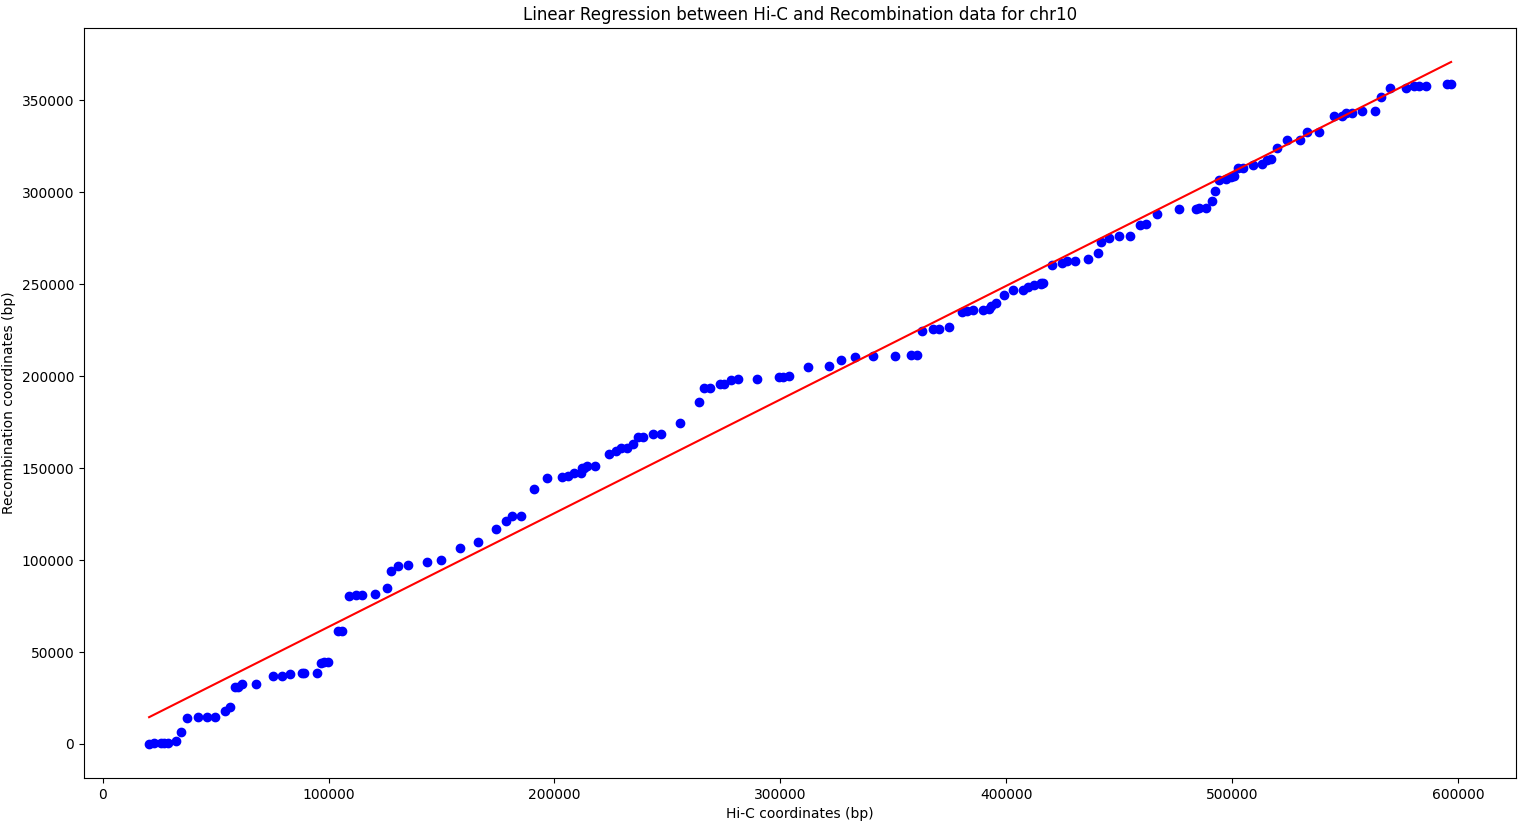 Linear Regression between Hi-C and Recombination data for chr10
Recombination coordinates (bp)
350000
300000
250000
200000
150000
100000
50000
0
0 100000 200000 300000 400000 500000 600000
Hi-C coordinates (bp)